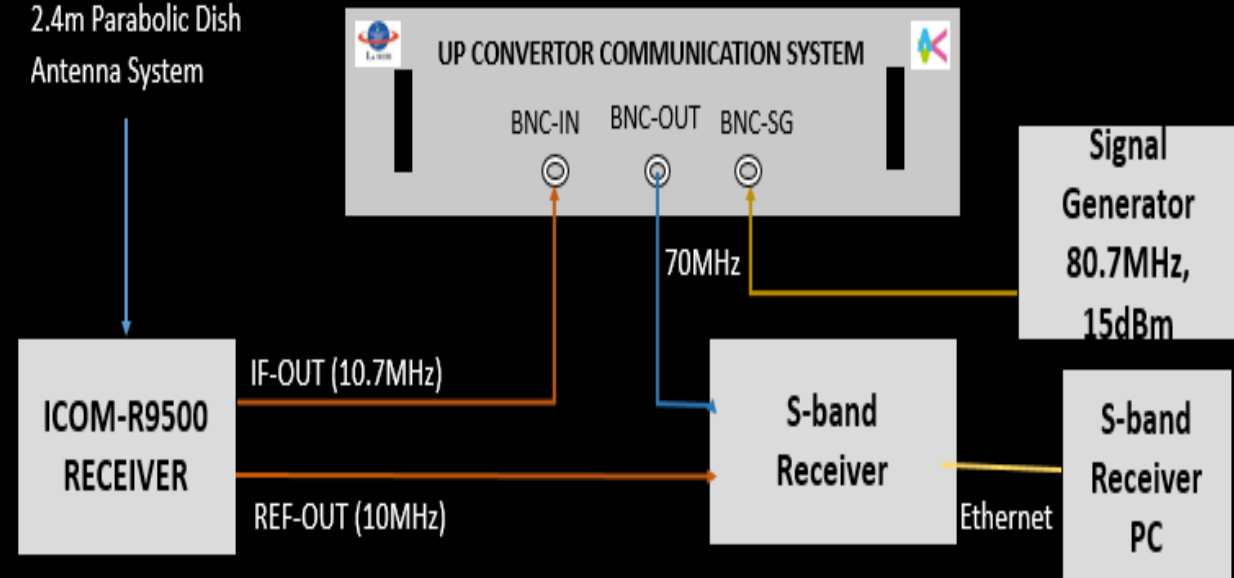 2.4m Parabolic Dish
Antenna System
UP CONVERTOR COMMUNICATION SYSTEM
BNC-IN
BNC-OUT
BNC-SG
Signal
Generator
80.7MHz,
15dBm
70MHz
IF-OUT (10.7MHz)
ICOM-R9500
RECEIVER
REF-OUT (10MHz)
S-band
Receiver
Ethernet
S-band
Receiver
PC